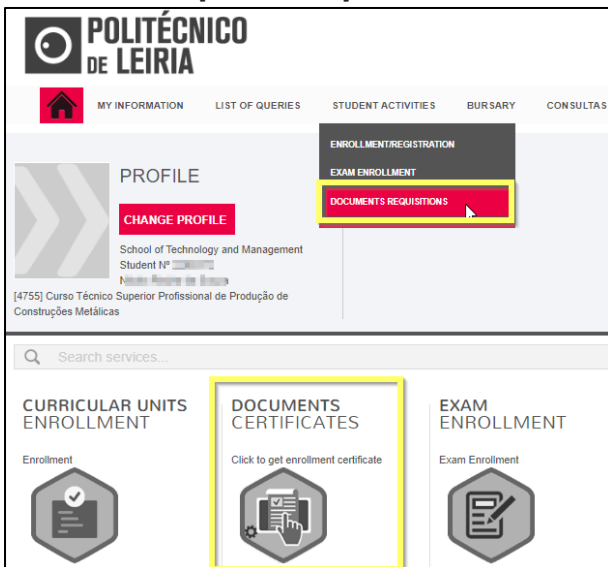 POLITÉCNICO
DE LEIRIA
MY INFORMATION LIST OF QUERIES STUDENT ACTIVITIES BURSARY CONSULTAS
ENROLLMENT/REGISTRATION
EXAM ENROLLMENT
DOCUMENTS REQUISITIONS
PROFILE
CHANGE PROFILE
School of Technology and Management
Student Nº
[4755] Curso Técnico Superior Profissional de Produção de
Construções Metálicas
Search services...
CURRICULAR UNITS
ENROLLMENT
Enrollment
DOCUMENTS
CERTIFICATES
Click to get enrollment certificate
EXAM
ENROLLMENT
Exam Enrollment